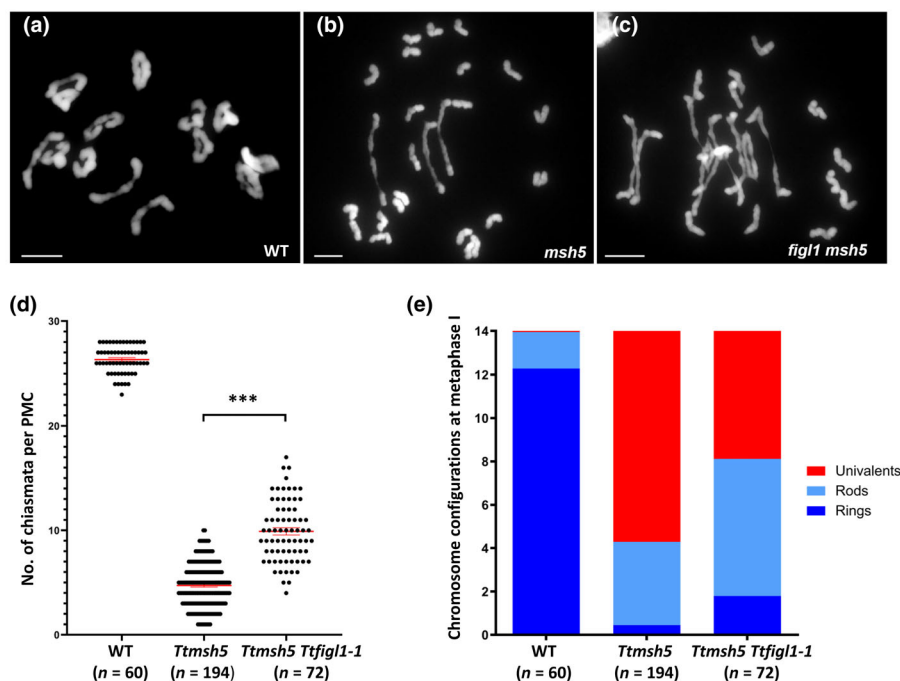 (a)
WT
(b)
msh5
(c)
figl1 msh5
(d)
No. of chiasmata per PMC
30
20
10
0
***
WT
(n = 60)
Ttmsh5
(n = 194)
Ttmsh5 Ttfigl1-1
(n = 72)
(e)
Chromosome configurations at metaphase I
14
12
10
8
6
4
2
0
WT
(n = 60)
Ttmsh5
(n = 194)
Ttmsh5 Ttfigl1-1
(n = 72)
Univalents
Rods
Rings